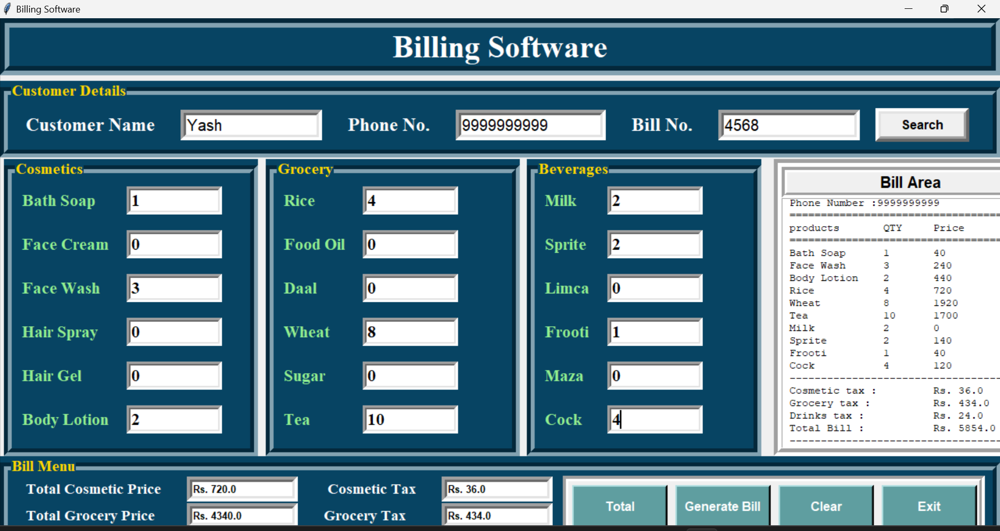 Billing Software
Billing Software
Customer Details
Customer Name Yash Phone No. 9999999999 Bill No. 4568 Search
Cosmetics
Bath Soap 1
Face Cream 0
Face Wash 3
Hair Spray 0
Hair Gel 0
Body Lotion 2
Grocery
Rice 4
Food Oil 0
Daal 0
Wheat 8
Sugar 0
Tea 10
Beverages
Milk 2
Sprite 2
Limca 0
Frooti 1
Maza 0
Cock 4
Bill Area
Phone Number :9999999999
==================================
products QTY Price
==================================
Bath Soap 1 40
Face Wash 3 240
Body Lotion 2 440
Rice 4 720
Wheat 8 1920
Tea 10 1700
Milk 2 0
Sprite 2 140
Frooti 1 40
Cock 4 120
----------------------------------
Cosmetic tax : Rs. 36.0
Grocery tax : Rs. 434.0
Drinks tax : Rs. 24.0
Total Bill : Rs. 5854.0
----------------------------------
Bill Menu
Total Cosmetic Price Rs. 720.0 Cosmetic Tax Rs. 36.0
Total Grocery Price Rs. 4340.0 Grocery Tax Rs. 434.0
Total Generate Bill Clear Exit